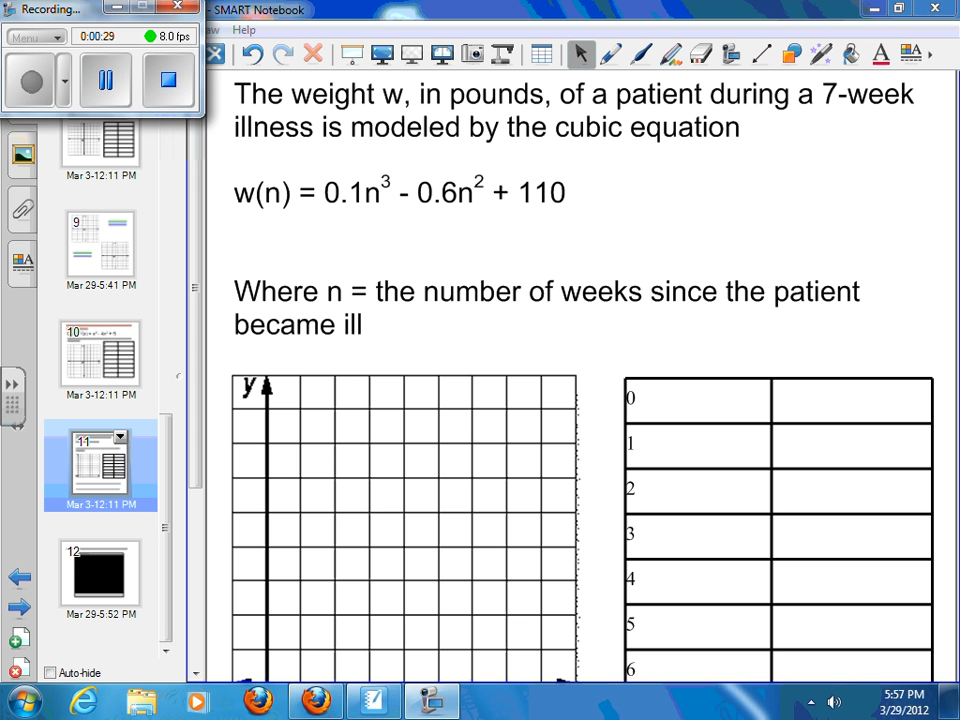 Recording...
- SMART Notebook
Menu
0:00:29
8.0 fps
aw Help
The weight w, in pounds, of a patient during a 7-week
illness is modeled by the cubic equation
w(n) = 0.1n³ - 0.6n² + 110
Where n = the number of weeks since the patient
became ill
y
0
1
2
3
4
5
6
Mar 3-12:11 PM
9
Mar 29-5:41 PM
10
Mar 3-12:11 PM
11
Mar 3-12:11 PM
12
Mar 29-5:52 PM
Auto-hide
5:57 PM
3/29/2012